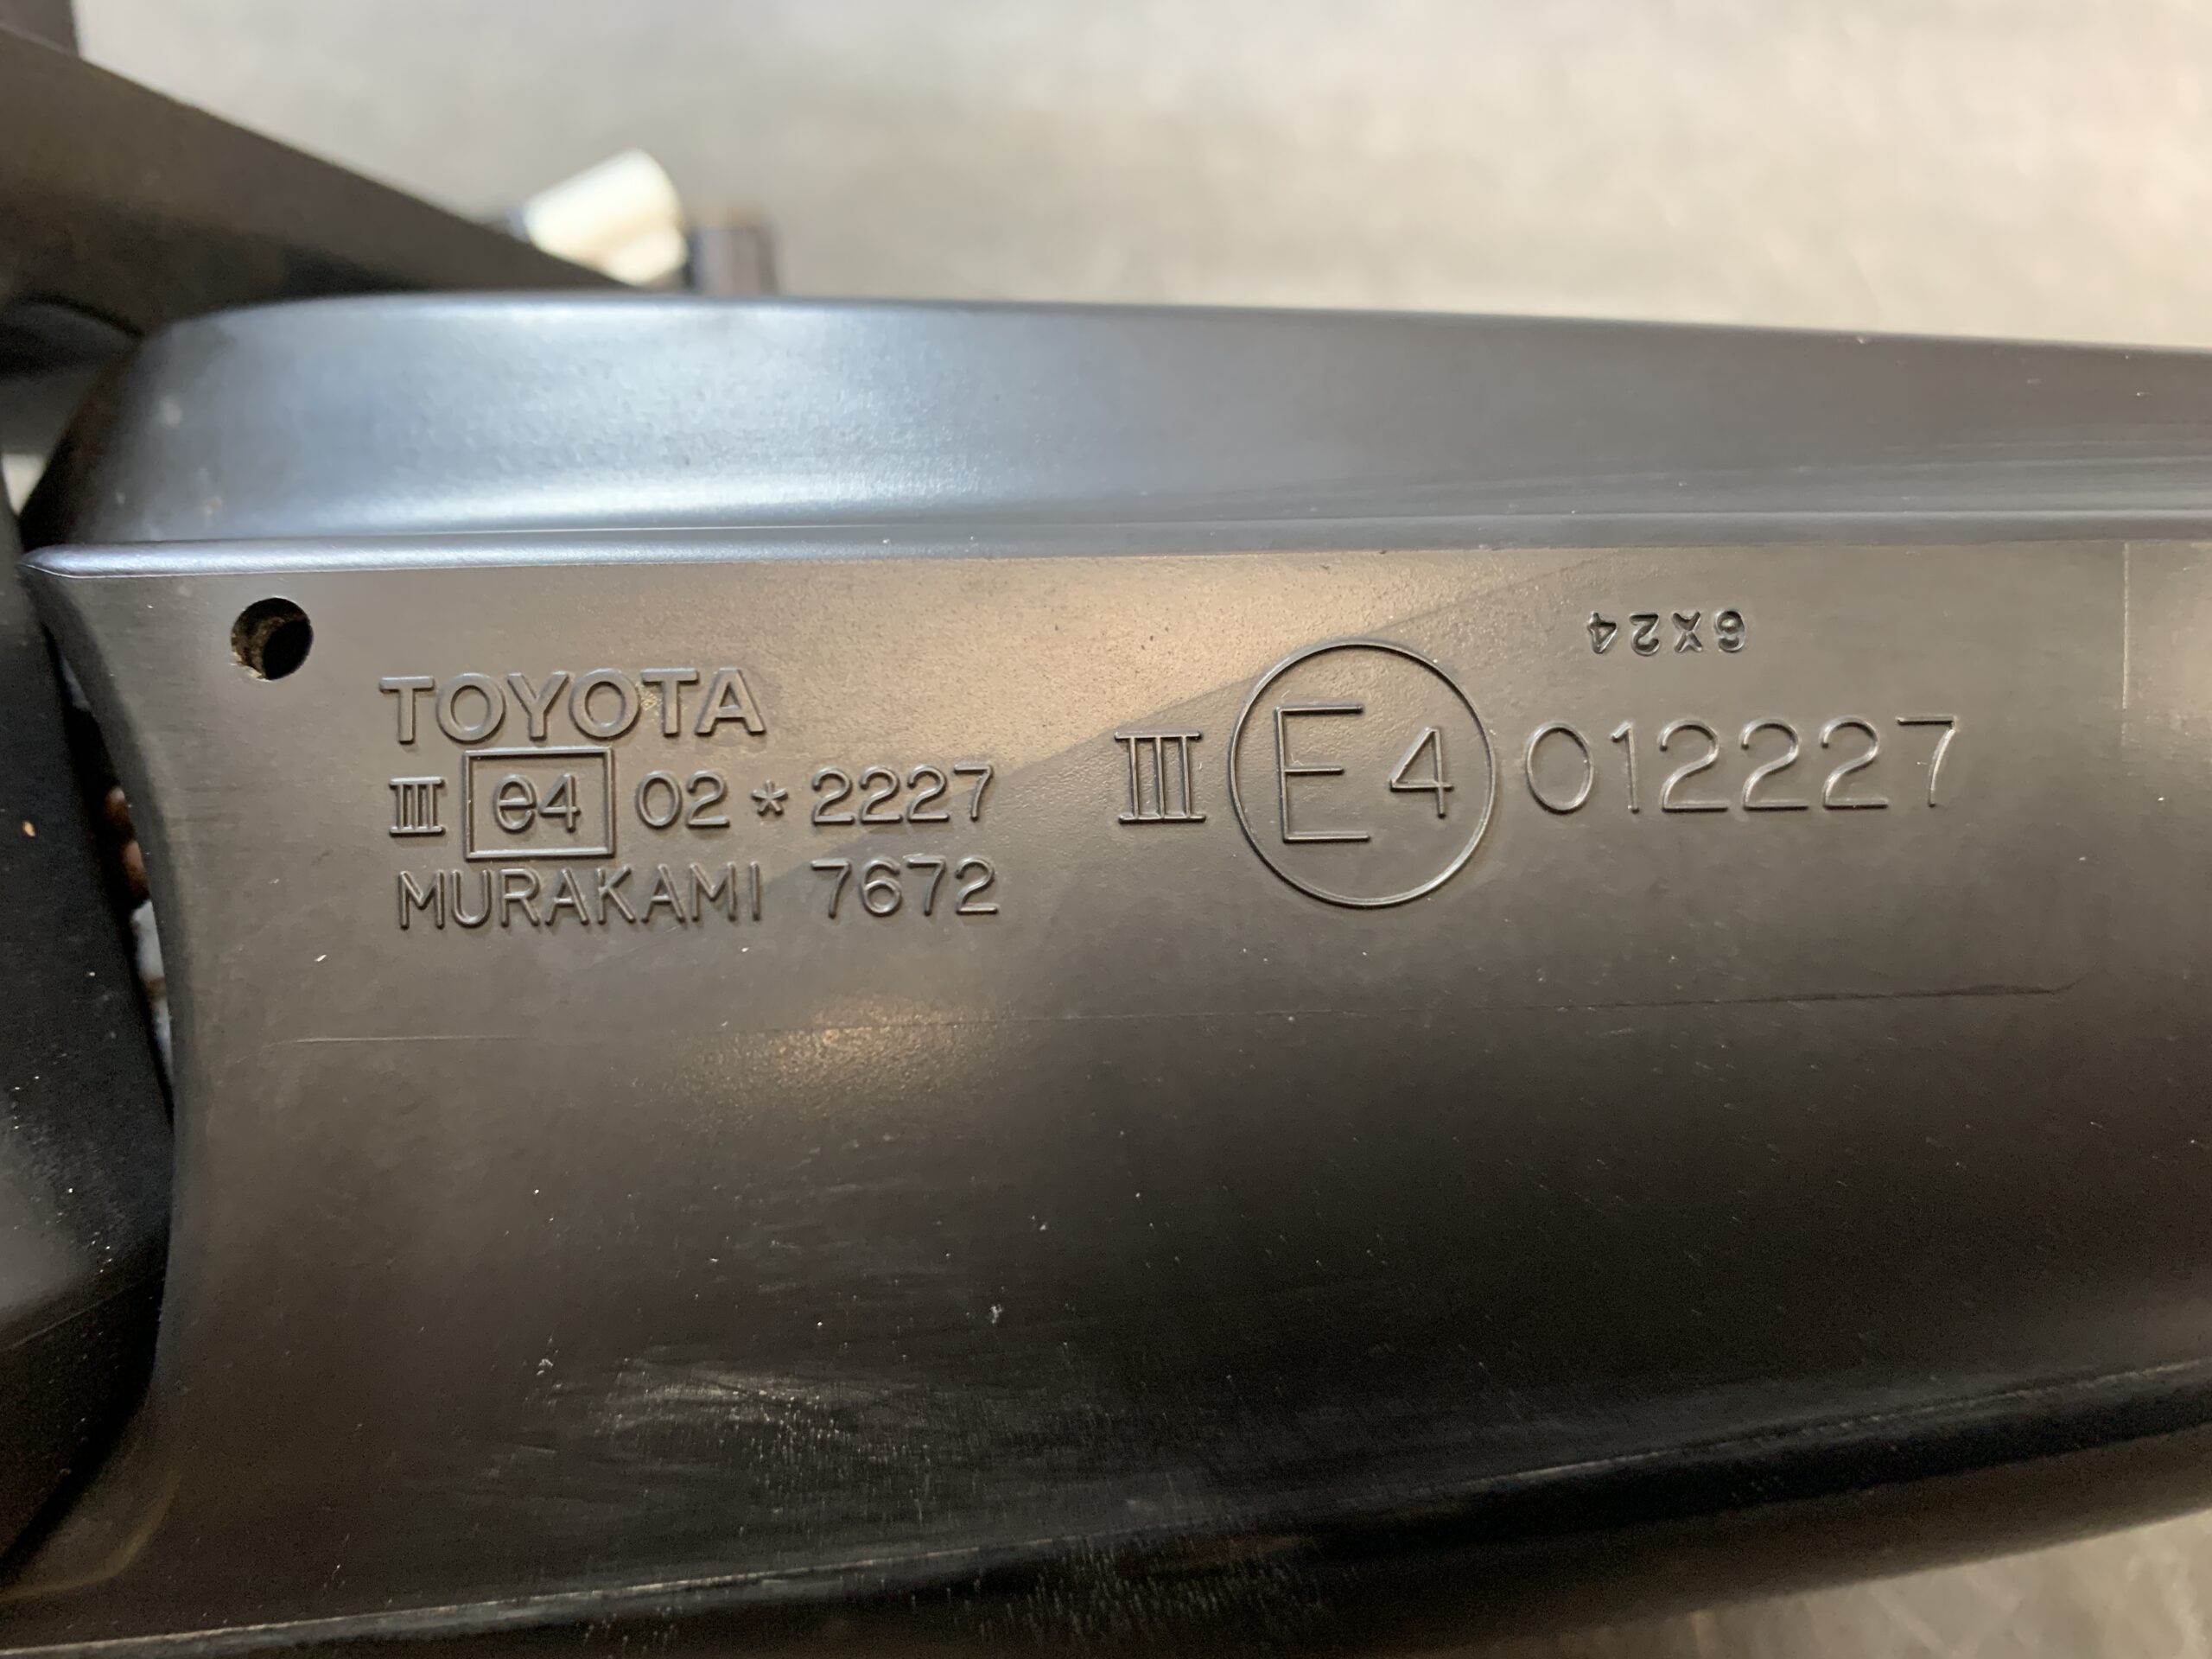 TOYOTA
III e4 02*2227
MURAKAMI 7672
III E4 012227
6X24